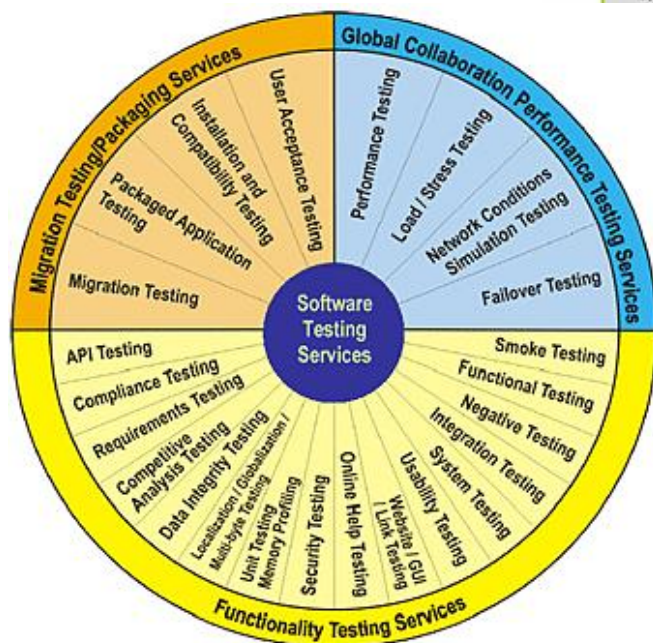 Migration Testing/Packaging Services
Global Collaboration Performance Testing Services
User Acceptance Testing
Installation and
Compatibility Testing
Packaged Application
Testing
Migration Testing
Performance Testing
Load / Stress Testing
Network Conditions
Simulation Testing
Failover Testing
Software
Testing
Services
API Testing
Compliance Testing
Requirements Testing
Competitive
Analysis Testing
Data Integrity Testing
Localization / Globalization /
Multi-byte Testing
Unit Testing
Memory Profiling
Security Testing
Online Help Testing
Website / GUI
/ Link Testing
Usability Testing
System Testing
Integration Testing
Negative Testing
Functional Testing
Smoke Testing
Functionality Testing Services